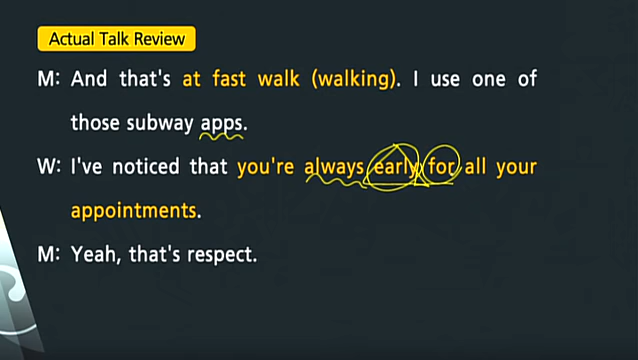 Actual Talk Review
M: And that's at fast walk (walking). I use one of
those subway apps.
W: I've noticed that you're always early for all your
appointments.
M: Yeah, that's respect.